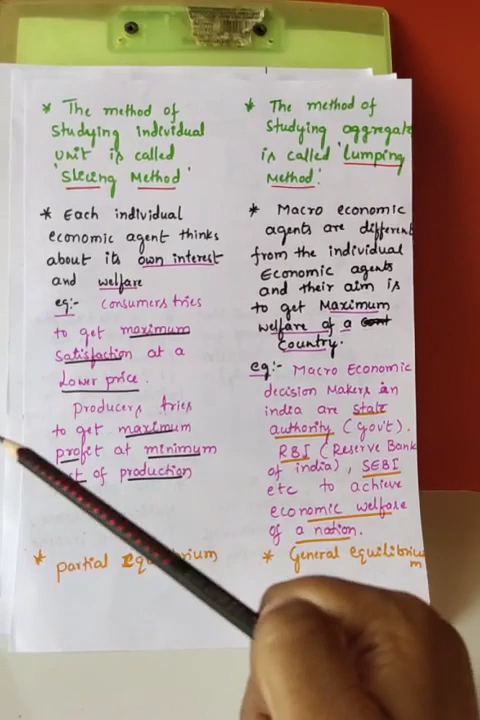 * The method of
studying individual
unit is called
'Slicing Method'
* Each individual
economic agent thinks
about its own interest
and welfare
eg:- consumers tries
to get maximum
satisfaction at a
Lower price.
producers tries
to get maximum
profit at minimum
of production
* partial Equilibrium
* The method of
studying aggregate
is called 'lumping
Method'.
* Macro economic
agents are different
from the individual
Economic agents
and their aim is
to get Maximum
welfare of a
Country.
eg:- Macro Economic
decision Makers in
india are state
authority (Gov't).
RBI (Reserve Bank
of india), SEBI
etc to achieve
economic welfare
of a nation.
* General equilibrium
m